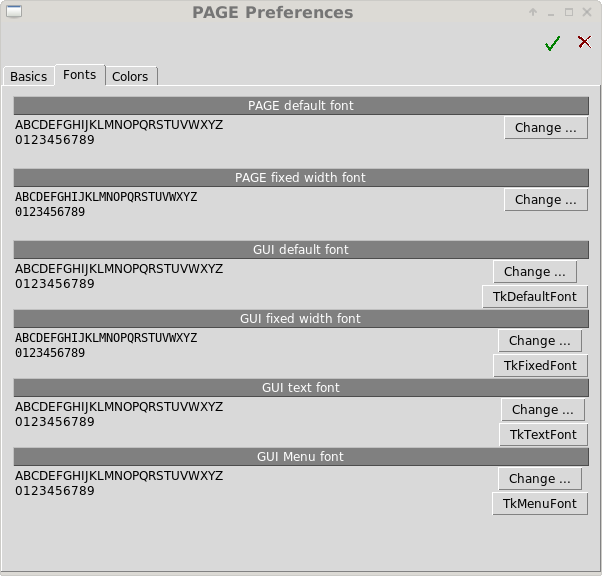 PAGE Preferences
Basics Fonts Colors
PAGE default font
ABCDEFGHIJKLMNOPQRSTUVWXYZ
0123456789
Change ...
PAGE fixed width font
ABCDEFGHIJKLMNOPQRSTUVWXYZ
0123456789
Change ...
GUI default font
ABCDEFGHIJKLMNOPQRSTUVWXYZ
0123456789
Change ...
TkDefaultFont
GUI fixed width font
ABCDEFGHIJKLMNOPQRSTUVWXYZ
0123456789
Change ...
TkFixedFont
GUI text font
ABCDEFGHIJKLMNOPQRSTUVWXYZ
0123456789
Change ...
TkTextFont
GUI Menu font
ABCDEFGHIJKLMNOPQRSTUVWXYZ
0123456789
Change ...
TkMenuFont